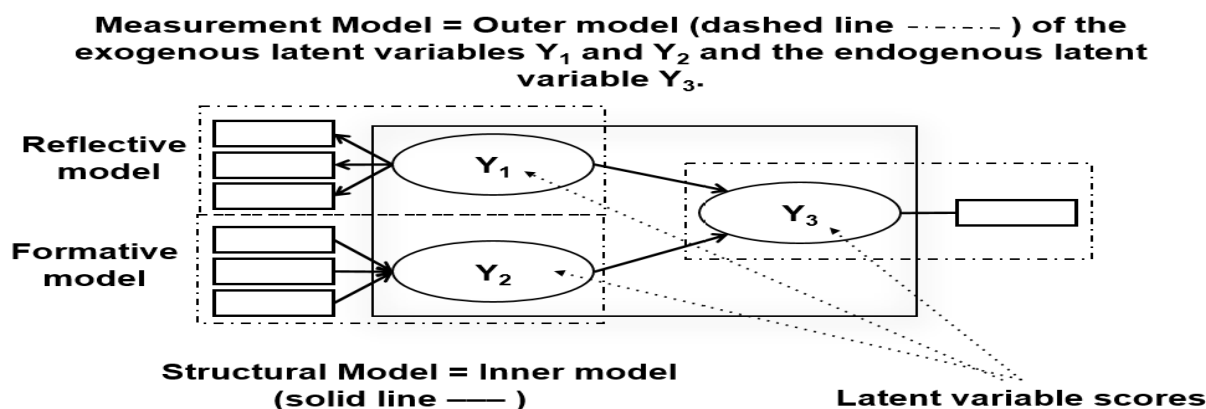 Measurement Model = Outer model (dashed line -·-·-·- ) of the
exogenous latent variables Y₁ and Y₂ and the endogenous latent
variable Y₃.
Reflective
model
Y₁
Y₃
Formative
model
Y₂
Structural Model = Inner model
(solid line —— )
Latent variable scores